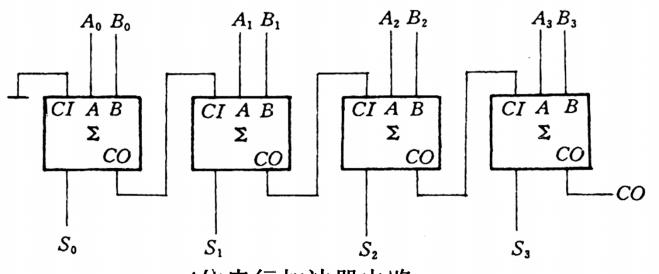 A₀ B₀ A₁ B₁ A₂ B₂ A₃ B₃
CI A B CI A B CI A B CI A B
Σ Σ Σ Σ
CO CO CO CO
CO
S₀ S₁ S₂ S₃